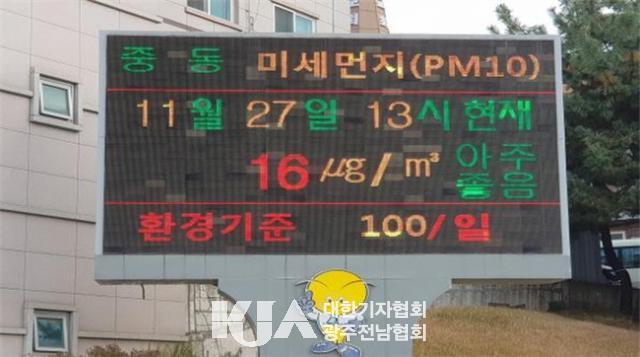 중 동 미세먼지(PM10)
11월 27일 13시 현재
16 μg/m³ 아주 좋음
환경기준 100/일
KJA 대한기자협회
광주전남협회